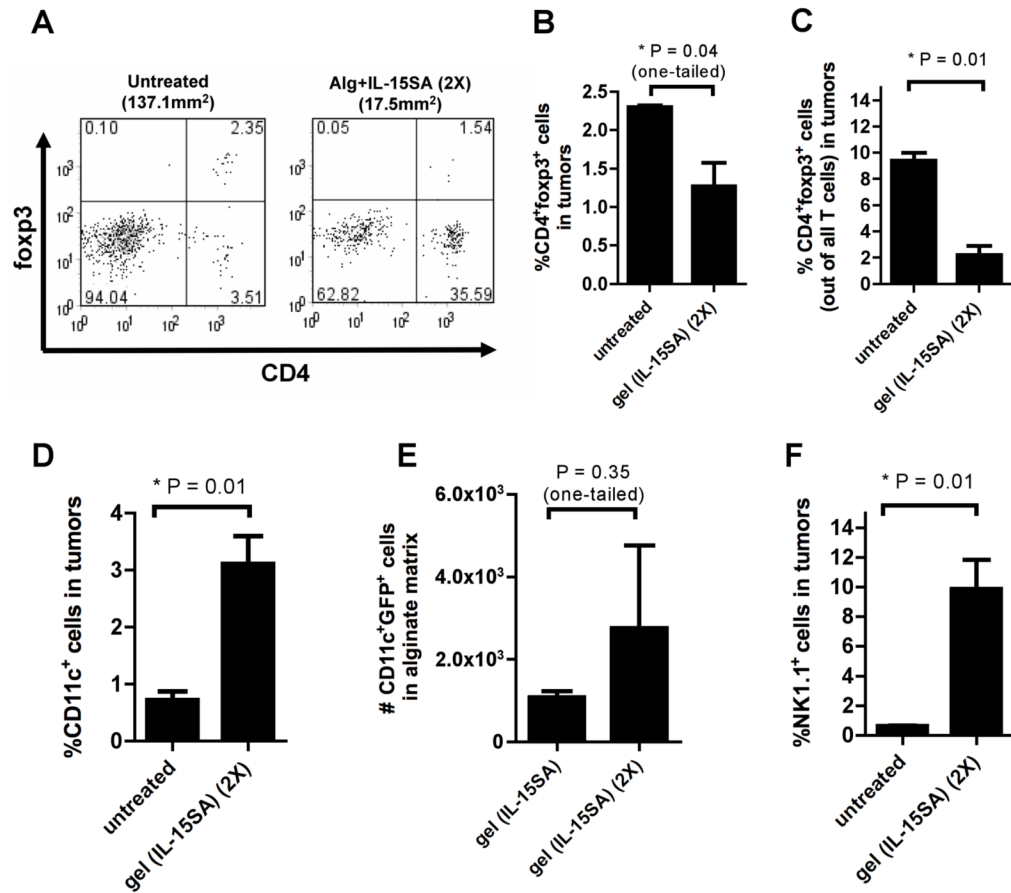 A
Untreated
(137.1mm²)
Alg+IL-15SA (2X)
(17.5mm²)
0.10
2.35
94.04
3.51
0.05
1.54
62.82
35.59
10³
10²
10¹
10⁰
10⁰
10¹
10²
10³
10³
10²
10¹
10⁰
10⁰
10¹
10²
10³
foxp3
CD4
B
* P = 0.04
(one-tailed)
%CD4⁺foxp3⁺ cells
in tumors
2.5
2.0
1.5
1.0
0.5
0.0
untreated
gel (IL-15SA) (2X)
C
* P = 0.01
% CD4⁺foxp3⁺ cells
(out of all T cells) in tumors
14
12
10
8
6
4
2
0
untreated
gel (IL-15SA) (2X)
D
* P = 0.01
%CD11c⁺ cells in tumors
4
3
2
1
0
untreated
gel (IL-15SA) (2X)
E
P = 0.35
(one-tailed)
# CD11c⁺GFP⁺ cells
in alginate matrix
6.0x10³
4.0x10³
2.0x10³
0
gel (IL-15SA)
gel (IL-15SA) (2X)
F
* P = 0.01
%NK1.1⁺ cells in tumors
14
12
10
8
6
4
2
0
untreated
gel (IL-15SA) (2X)